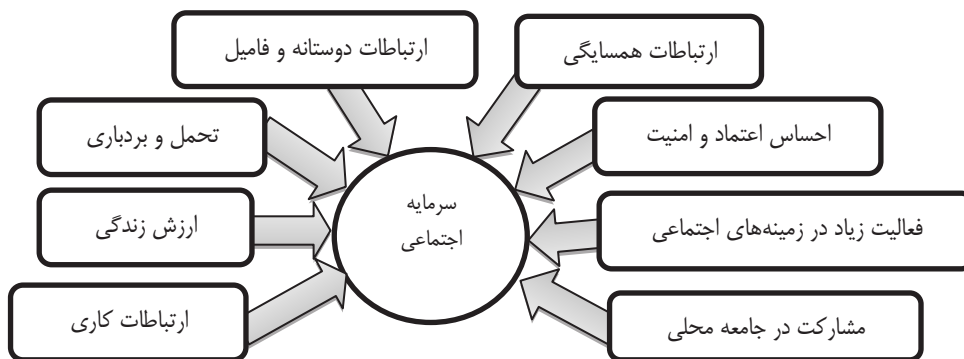 ارتباطات همسایگی
ارتباطات دوستانه و فامیل
احساس اعتماد و امنیت
تحمل و بردباری
سرمایه
اجتماعی
فعالیت زیاد در زمینه‌های اجتماعی
ارزش زندگی
مشارکت در جامعه محلی
ارتباطات کاری